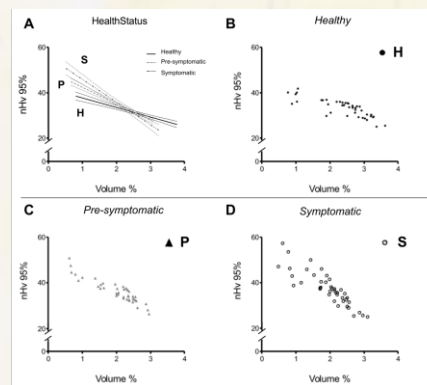 A HealthStatus
Healthy
Pre-symptomatic
Symptomatic
S
P
H
nHv 95%
60
40
20
0
0 1 2 3 4
Volume %
B Healthy
H
nHv 95%
60
40
20
0
0 1 2 3 4
Volume %
C Pre-symptomatic
P
nHv 95%
60
40
20
0
0 1 2 3 4
Volume %
D Symptomatic
S
nHv 95%
60
40
20
0
0 1 2 3 4
Volume %